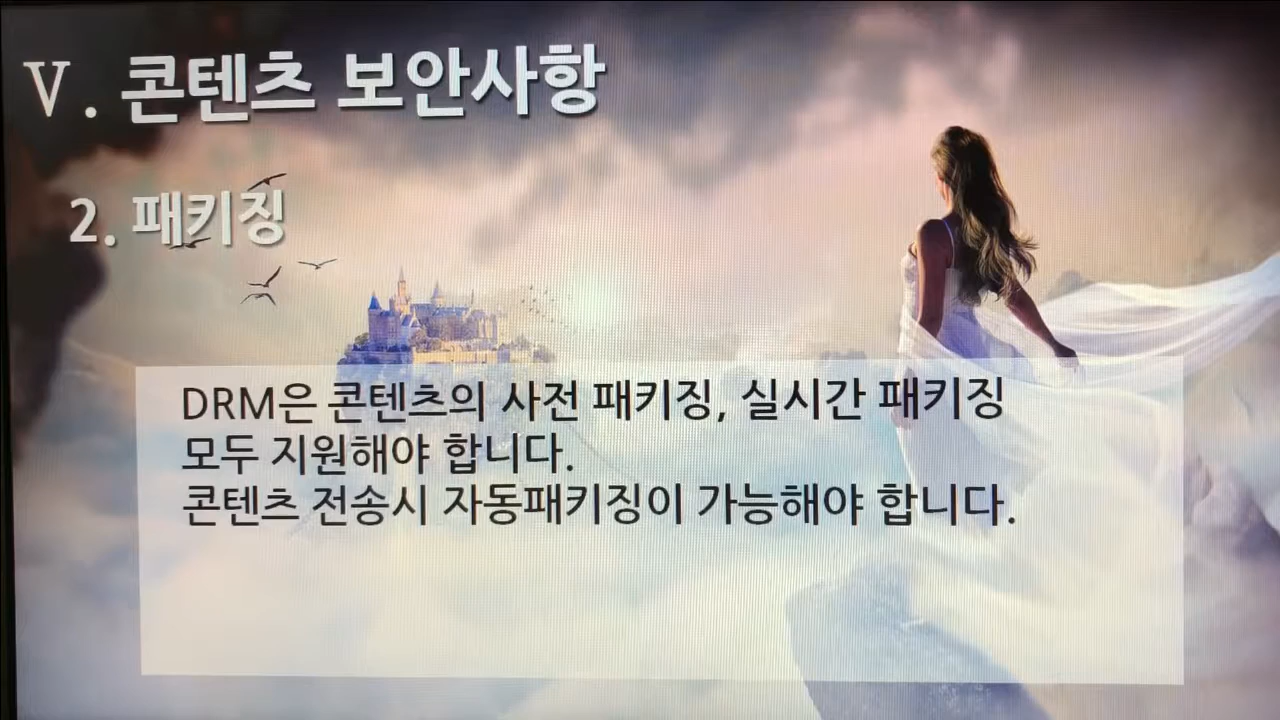 Ⅴ. 콘텐츠 보안사항
2. 패키징
DRM은 콘텐츠의 사전 패키징, 실시간 패키징
모두 지원해야 합니다.
콘텐츠 전송시 자동패키징이 가능해야 합니다.